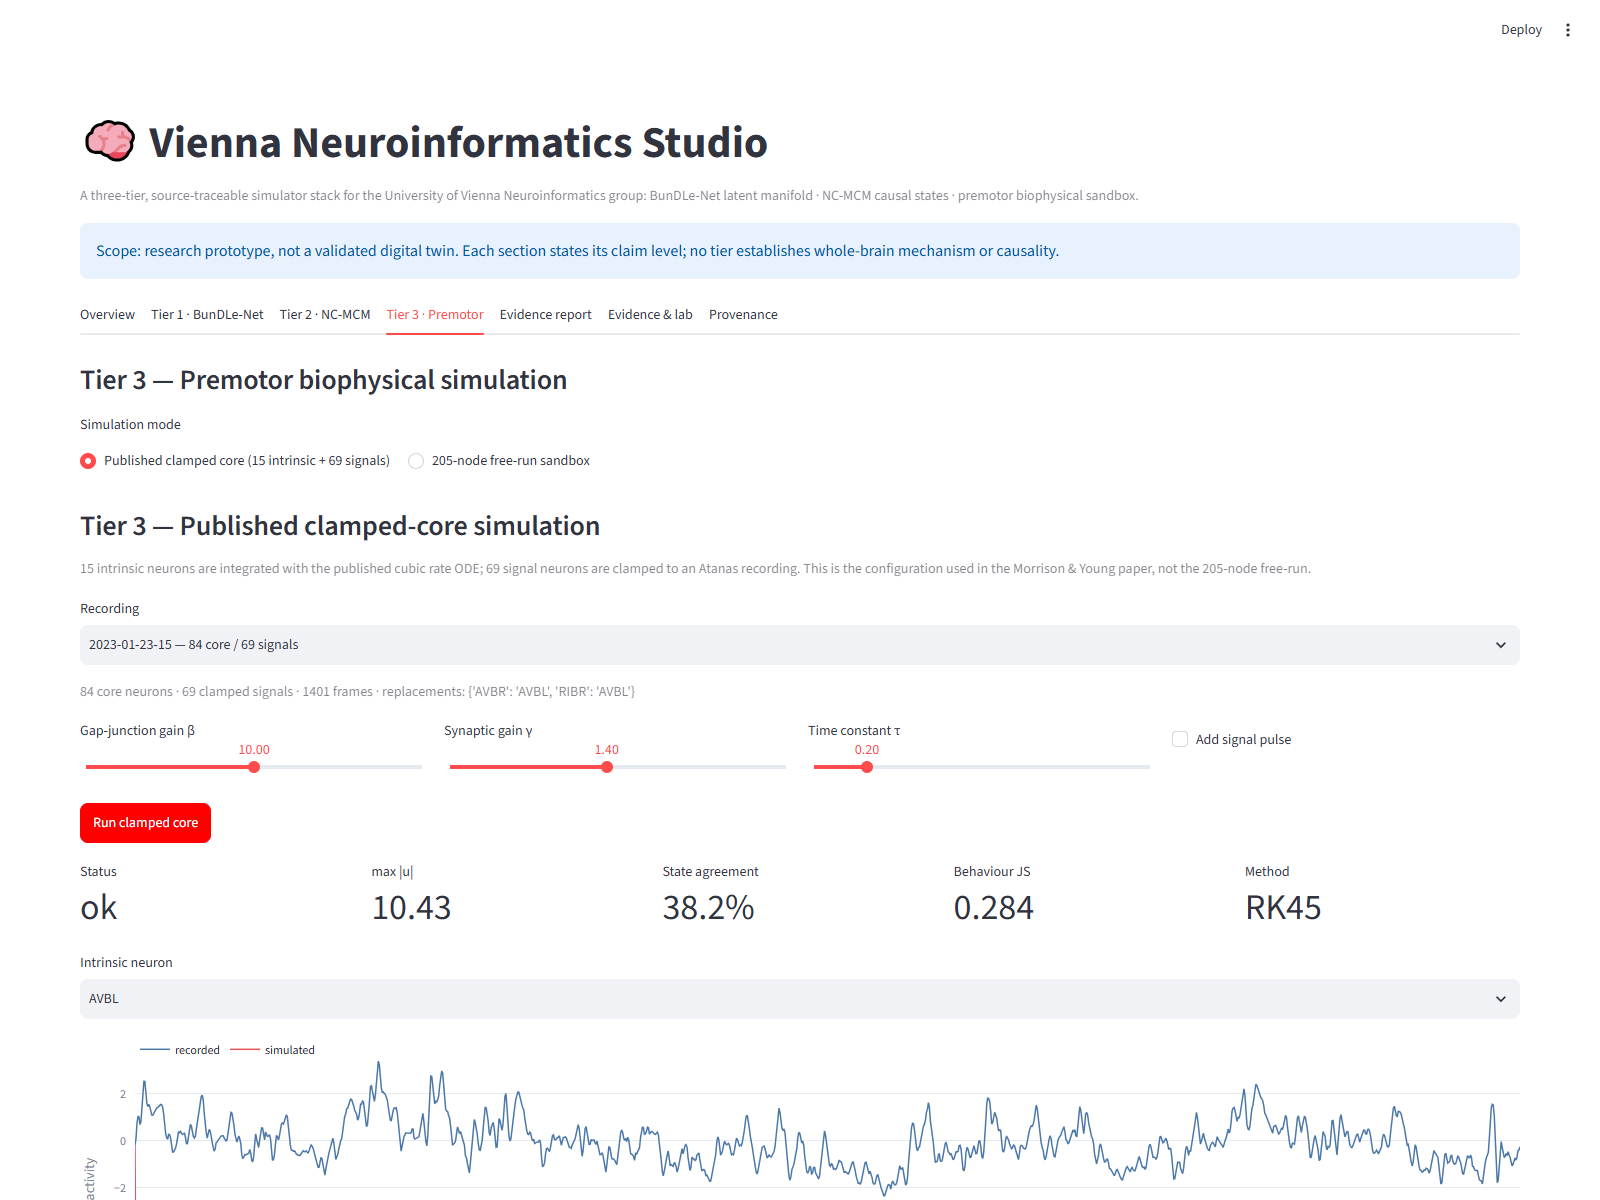 Deploy
Vienna Neuroinformatics Studio
A three-tier, source-traceable simulator stack for the University of Vienna Neuroinformatics group: BunDLe-Net latent manifold · NC-MCM causal states · premotor biophysical sandbox.
Scope: research prototype, not a validated digital twin. Each section states its claim level; no tier establishes whole-brain mechanism or causality.
Overview Tier 1 · BunDLe-Net Tier 2 · NC-MCM Tier 3 · Premotor Evidence report Evidence & lab Provenance
Tier 3 — Premotor biophysical simulation
Simulation mode
Published clamped core (15 intrinsic + 69 signals) 205-node free-run sandbox
Tier 3 — Published clamped-core simulation
15 intrinsic neurons are integrated with the published cubic rate ODE; 69 signal neurons are clamped to an Atanas recording. This is the configuration used in the Morrison & Young paper, not the 205-node free-run.
Recording
2023-01-23-15 — 84 core / 69 signals
84 core neurons · 69 clamped signals · 1401 frames · replacements: {'AVBR': 'AVBL', 'RIBR': 'AVBL'}
Gap-junction gain β Synaptic gain γ Time constant τ Add signal pulse
10.00 1.40 0.20
Run clamped core
Status max |u| State agreement Behaviour JS Method
ok 10.43 38.2% 0.284 RK45
Intrinsic neuron
AVBL
recorded simulated
2
0
−2
activity